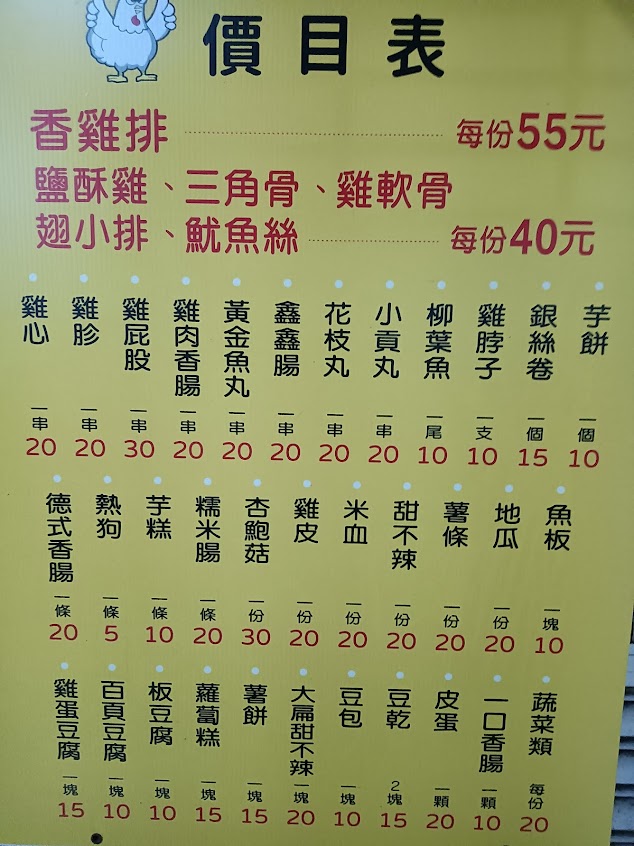 價目表
香雞排 每份55元
鹽酥雞、三角骨、雞軟骨
翅小排、魷魚絲 每份40元
雞心 一串 20
雞胗 一串 20
雞屁股 一串 30
雞肉香腸 一串 20
黃金魚丸 一串 20
鑫鑫腸 一串 20
花枝丸 一串 20
小貢丸 一串 20
柳葉魚 一尾 10
雞脖子 一支 10
銀絲卷 一個 15
芋餅 一個 10
德式香腸 一條 20
熱狗 一條 5
芋糕 一條 10
糯米腸 一條 20
杏鮑菇 一份 30
雞皮 一份 20
米血 一份 20
甜不辣 一份 20
薯條 一份 20
地瓜 一份 20
魚板 一塊 10
雞蛋豆腐 一塊 15
百頁豆腐 一塊 10
板豆腐 一塊 10
蘿蔔糕 一塊 15
薯餅 一塊 15
大扁甜不辣 一塊 20
豆包 一塊 10
豆乾 2塊 15
皮蛋 一顆 20
一口香腸 一顆 10
蔬菜類 每份 20